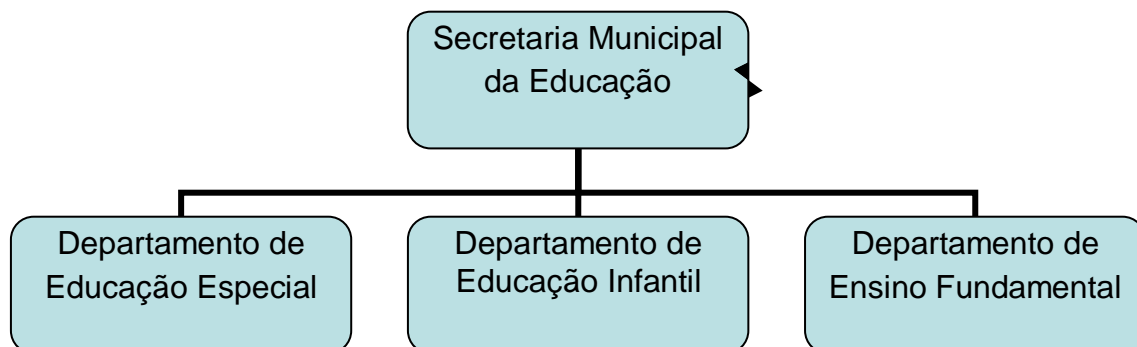 Secretaria Municipal
da Educação
Departamento de
Educação Especial
Departamento de
Educação Infantil
Departamento de
Ensino Fundamental